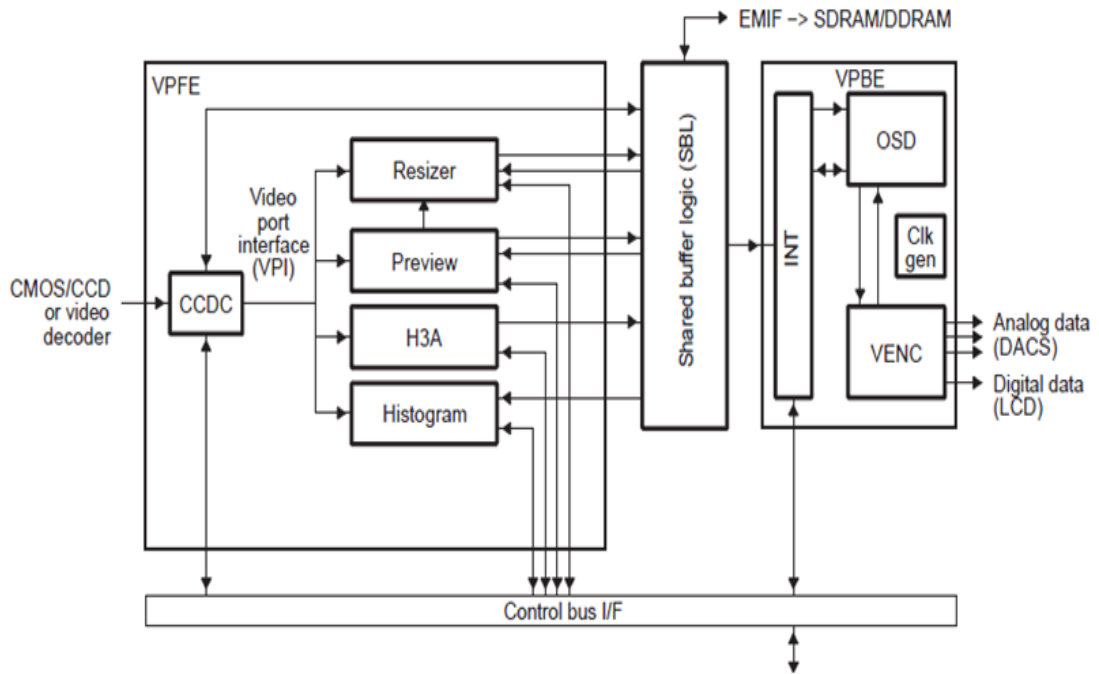 EMIF –> SDRAM/DDRAM
VPFE
VPBE
Resizer
OSD
Video
port
interface
(VPI)
Shared buffer logic (SBL)
INT
Clk
gen
Preview
CMOS/CCD
or video
decoder
CCDC
H3A
VENC
Analog data
(DACS)
Digital data
(LCD)
Histogram
Control bus I/F